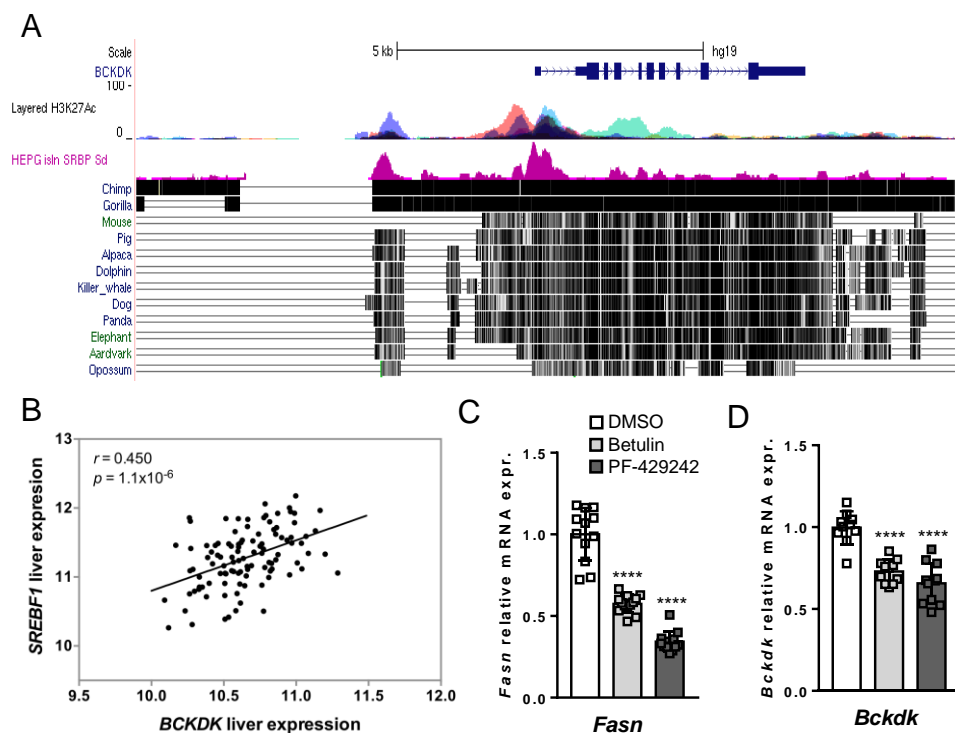 A
Scale
5 kb
hg19
BCKDK
100
Layered H3K27Ac
0
HEPG isln SRBP Sd
Chimp
Gorilla
Mouse
Pig
Alpaca
Dolphin
Killer_whale
Dog
Panda
Elephant
Aardvark
Opossum
B
13
12
11
10
r = 0.450
p = 1.1x10-6
SREBF1 liver expresion
9.5 10.0 10.5 11.0 11.5 12.0
BCKDK liver expression
C
DMSO
Betulin
PF-429242
Fasn relative mRNA expr.
1.5
1.0
0.5
0.0
****
****
Fasn
D
Bckdk relative mRNA expr.
1.5
1.0
0.5
0.0
****
****
Bckdk